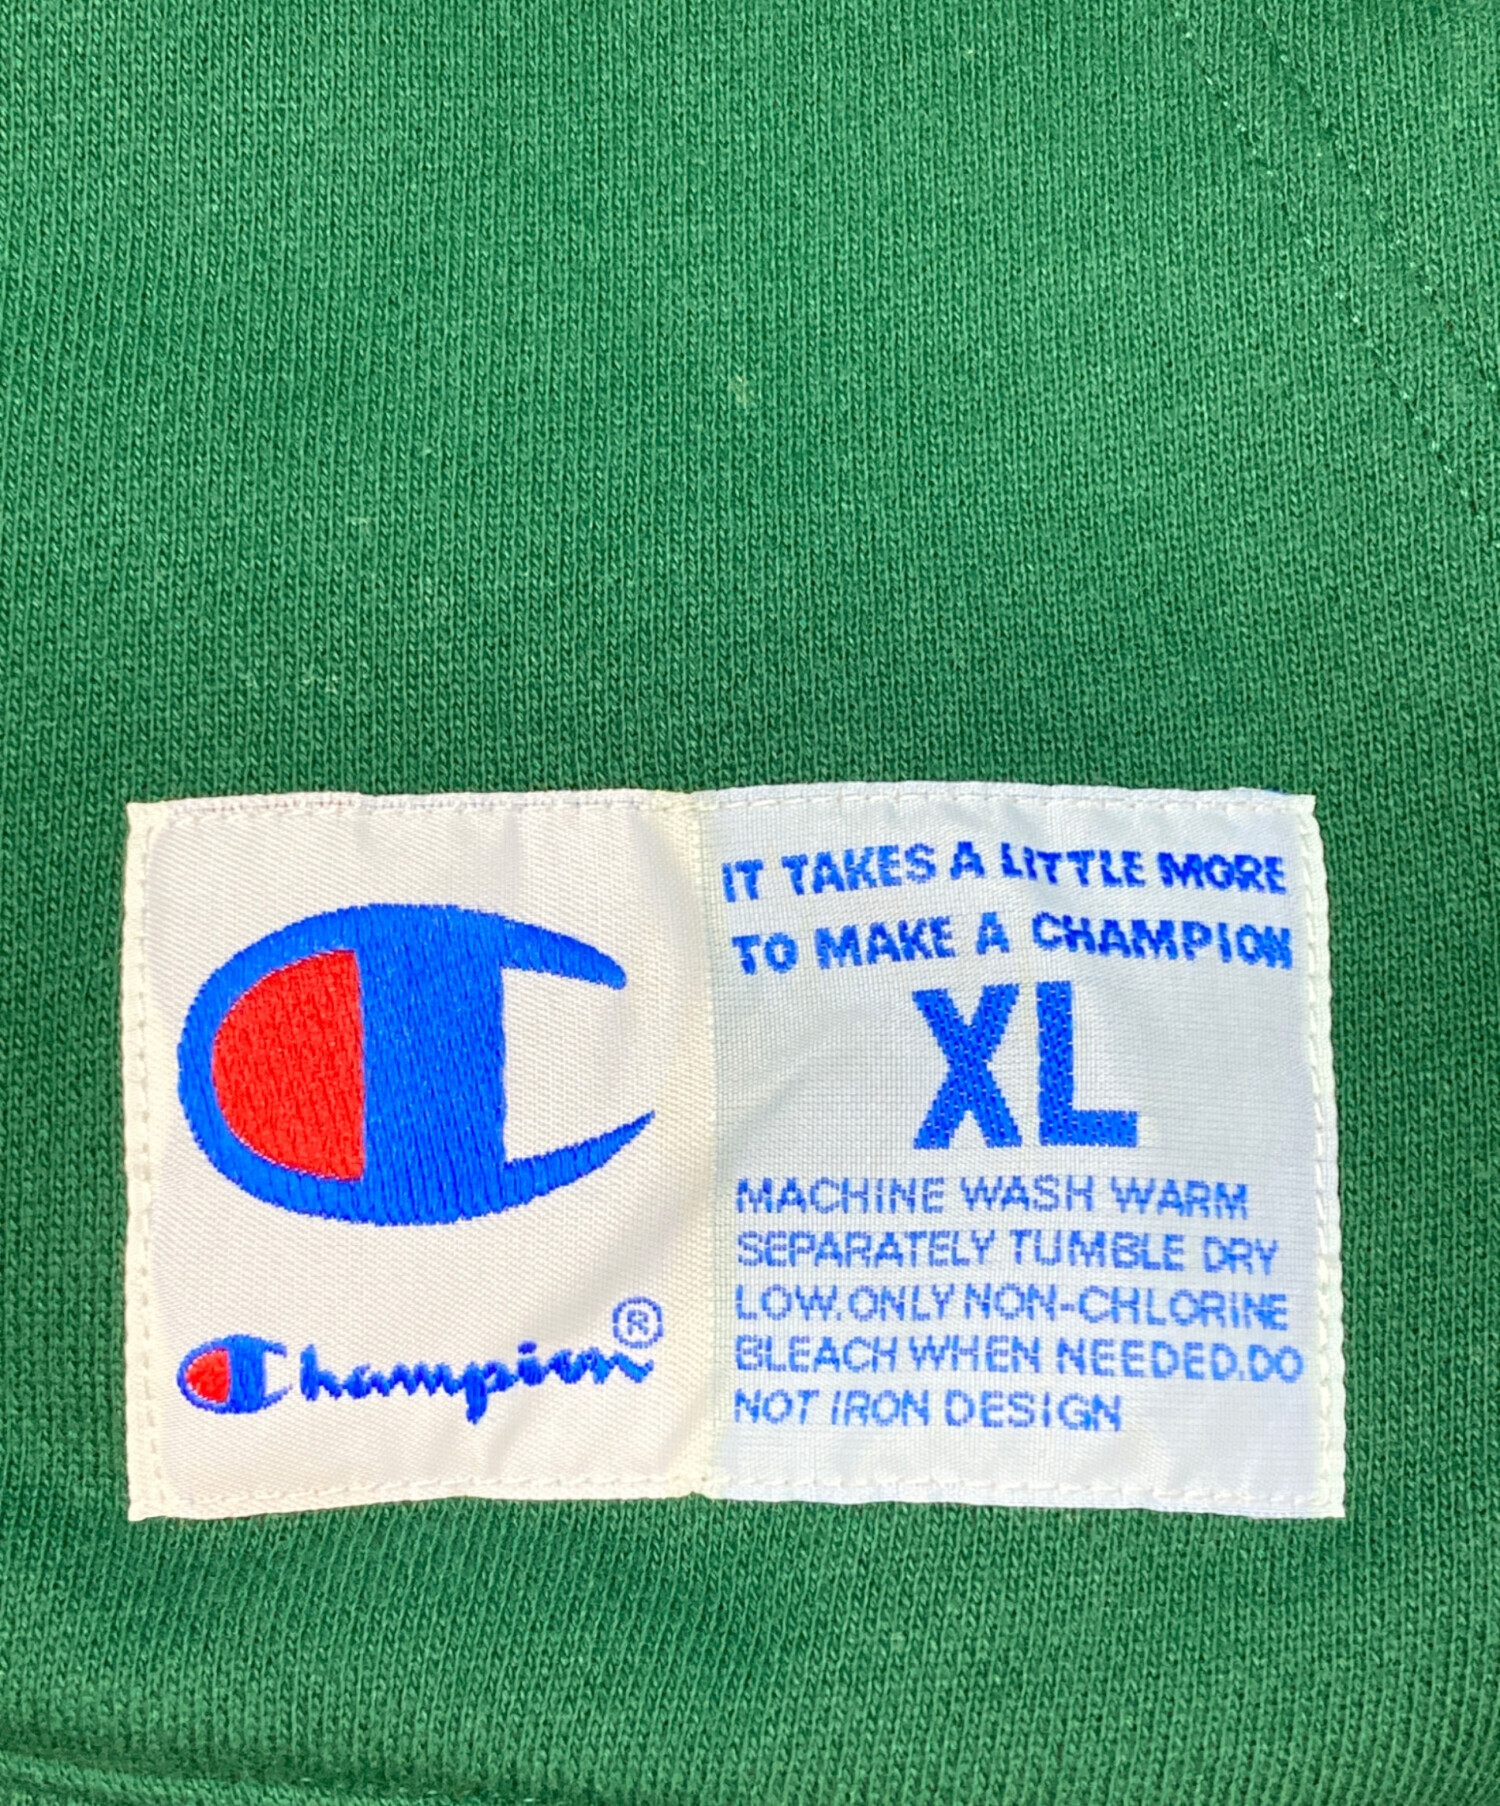 Champion®
IT TAKES A LITTLE MORE
TO MAKE A CHAMPION
XL
MACHINE WASH WARM
SEPARATELY TUMBLE DRY
LOW.ONLY NON-CHLORINE
BLEACH WHEN NEEDED.DO
NOT IRON DESIGN